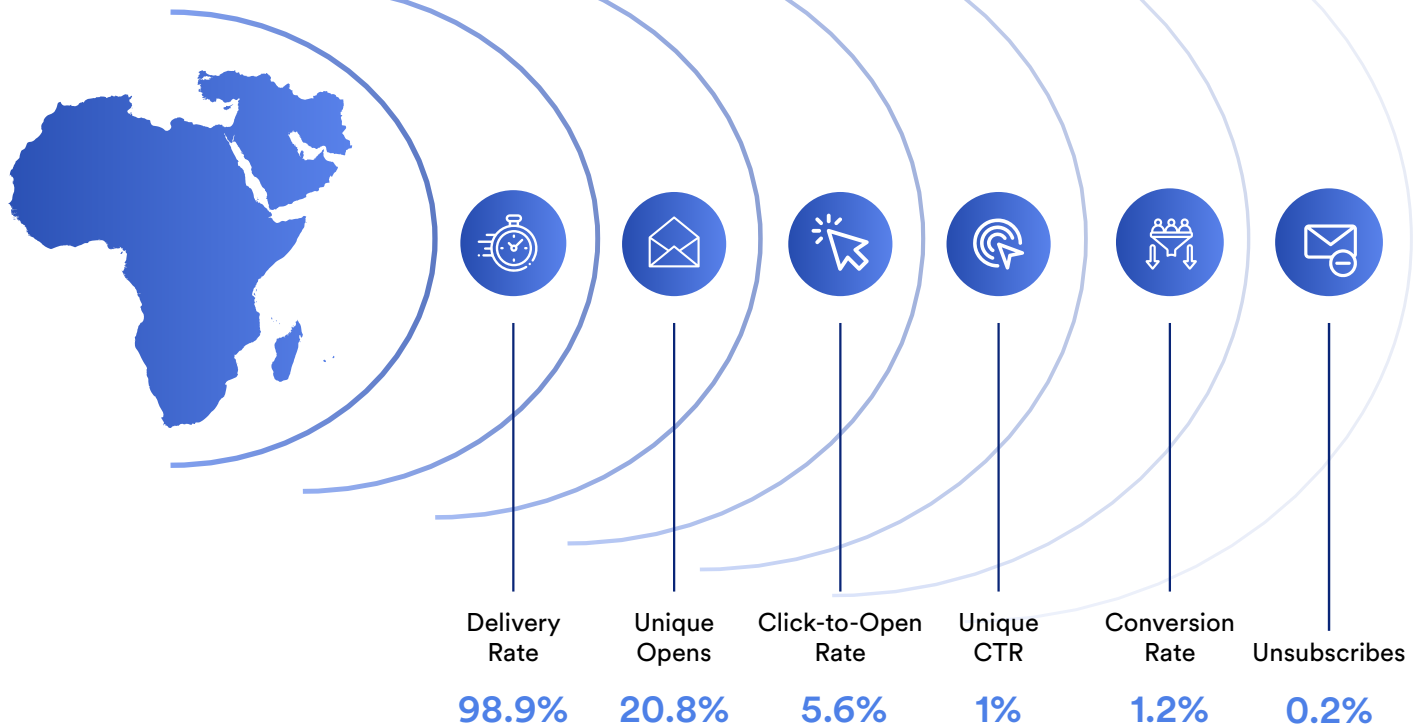 Delivery
Rate
98.9%
Unique
Opens
20.8%
Click-to-Open
Rate
5.6%
Unique
CTR
1%
Conversion
Rate
1.2%
Unsubscribes
0.2%